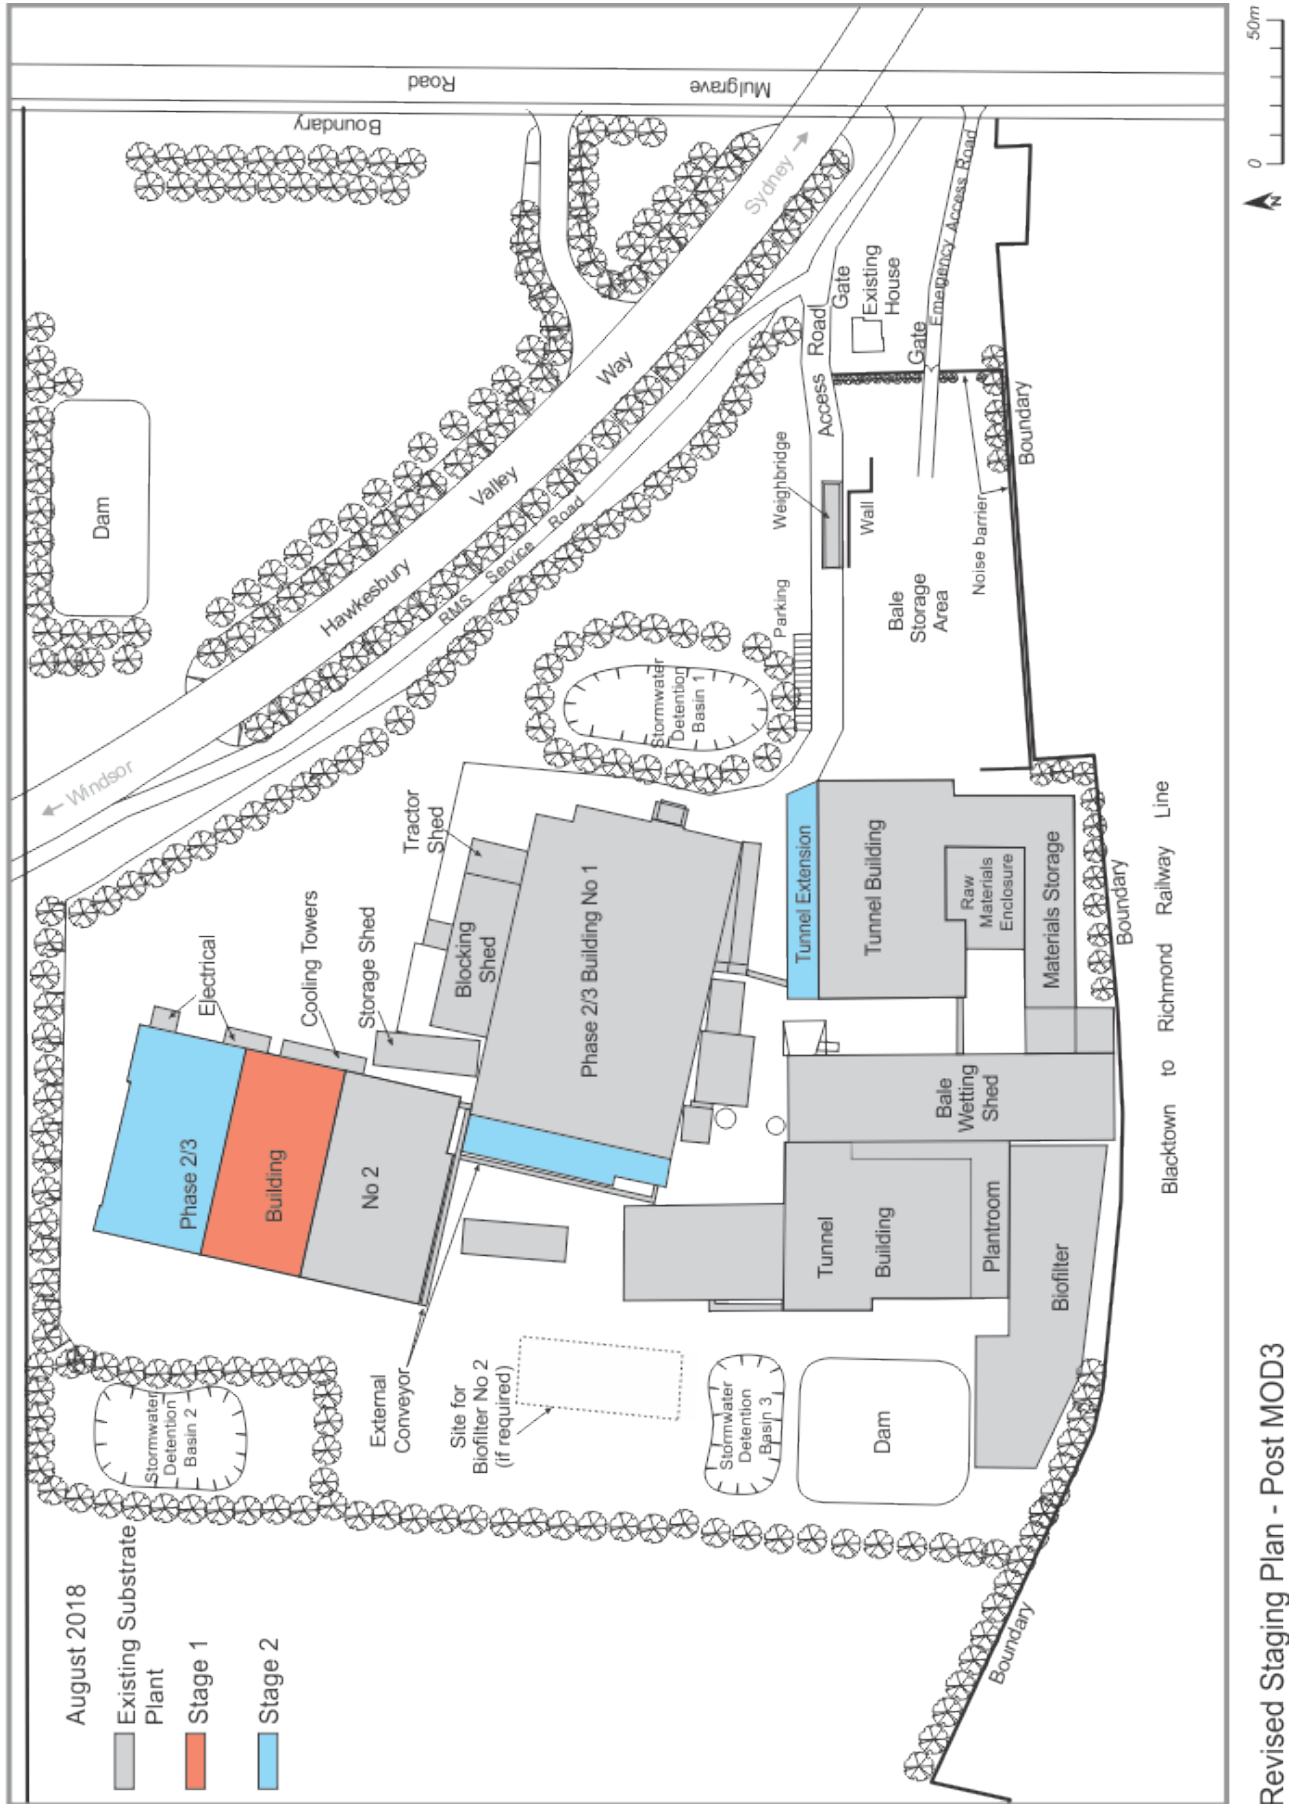 August 2018
Existing Substrate
Plant
Stage 1
Stage 2
Boundary
Stormwater
Detention
Basin 2
Stormwater
Detention
Basin 3
Dam
Site for
Biofilter No 2
(if required)
External
Conveyor
Phase 2/3
Building
No 2
Electrical
Cooling Towers
Storage Shed
Tractor
Shed
Blocking
Shed
Phase 2/3 Building No 1
Tunnel
Building
Plantroom
Biofilter
Bale
Wetting
Shed
Tunnel Extension
Tunnel Building
Raw
Materials
Enclosure
Materials Storage
Boundary
Blacktown to Richmond Railway Line
← Windsor
Hawkesbury Valley Way
Sydney →
RMS Service Road
Dam
Stormwater
Detention
Basin 1
Parking
Weighbridge
Wall
Bale
Storage
Area
Noise barrier
Boundary
Access Road
Gate
Existing
House
Gate
Emergency Access Road
Boundary
Road
Mulgrave
N
0
50m
Revised Staging Plan - Post MOD3